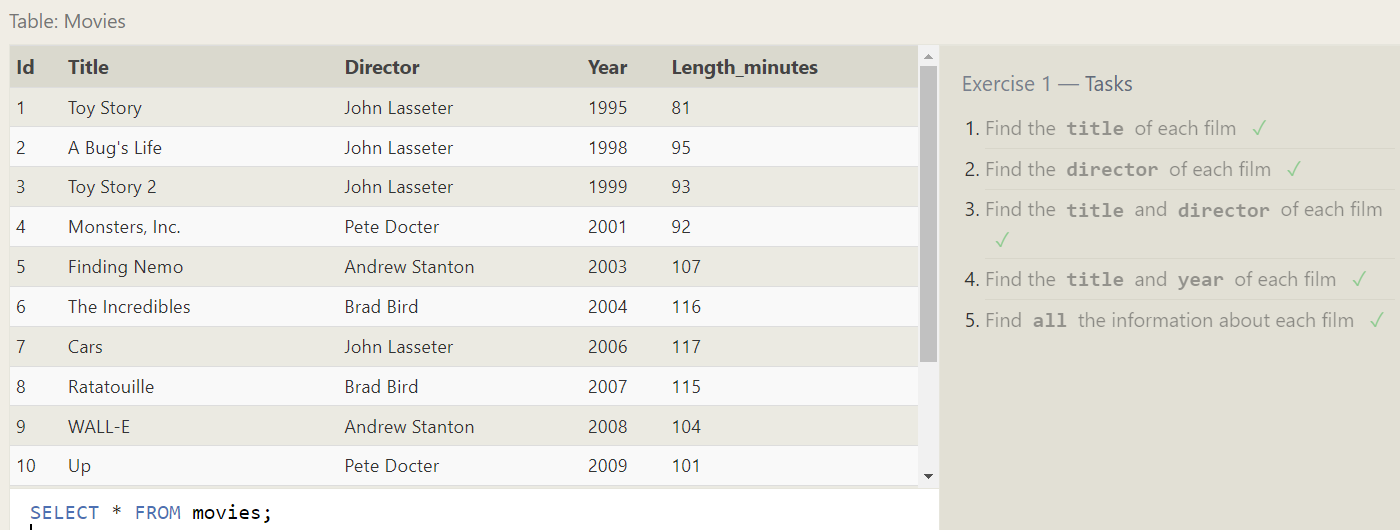 Table: Movies
Id Title Director Year Length_minutes
1 Toy Story John Lasseter 1995 81
2 A Bug's Life John Lasseter 1998 95
3 Toy Story 2 John Lasseter 1999 93
4 Monsters, Inc. Pete Docter 2001 92
5 Finding Nemo Andrew Stanton 2003 107
6 The Incredibles Brad Bird 2004 116
7 Cars John Lasseter 2006 117
8 Ratatouille Brad Bird 2007 115
9 WALL-E Andrew Stanton 2008 104
10 Up Pete Docter 2009 101
SELECT * FROM movies;
Exercise 1 — Tasks
1. Find the title of each film ✓
2. Find the director of each film ✓
3. Find the title and director of each film
✓
4. Find the title and year of each film ✓
5. Find all the information about each film ✓